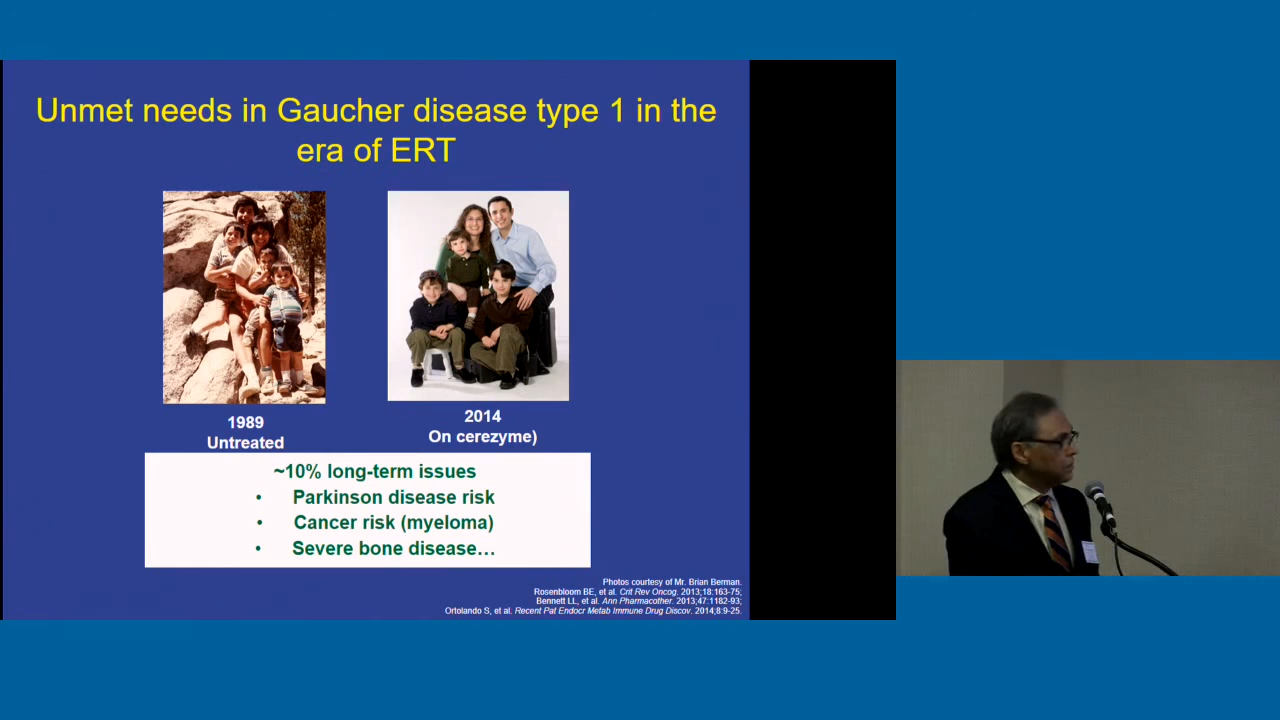 Unmet needs in Gaucher disease type 1 in the
era of ERT
1989
Untreated
2014
On cerezyme)
~10% long-term issues
• Parkinson disease risk
• Cancer risk (myeloma)
• Severe bone disease…
Photos courtesy of Mr. Brian Berman.
Rosenbloom BE, et al. Crit Rev Oncog. 2013;18:163-75;
Bennett LL, et al. Ann Pharmacother. 2013;47:1182-93;
Ortolando S, et al. Recent Pat Endocr Metab Immune Drug Discov. 2014;8:9-25.